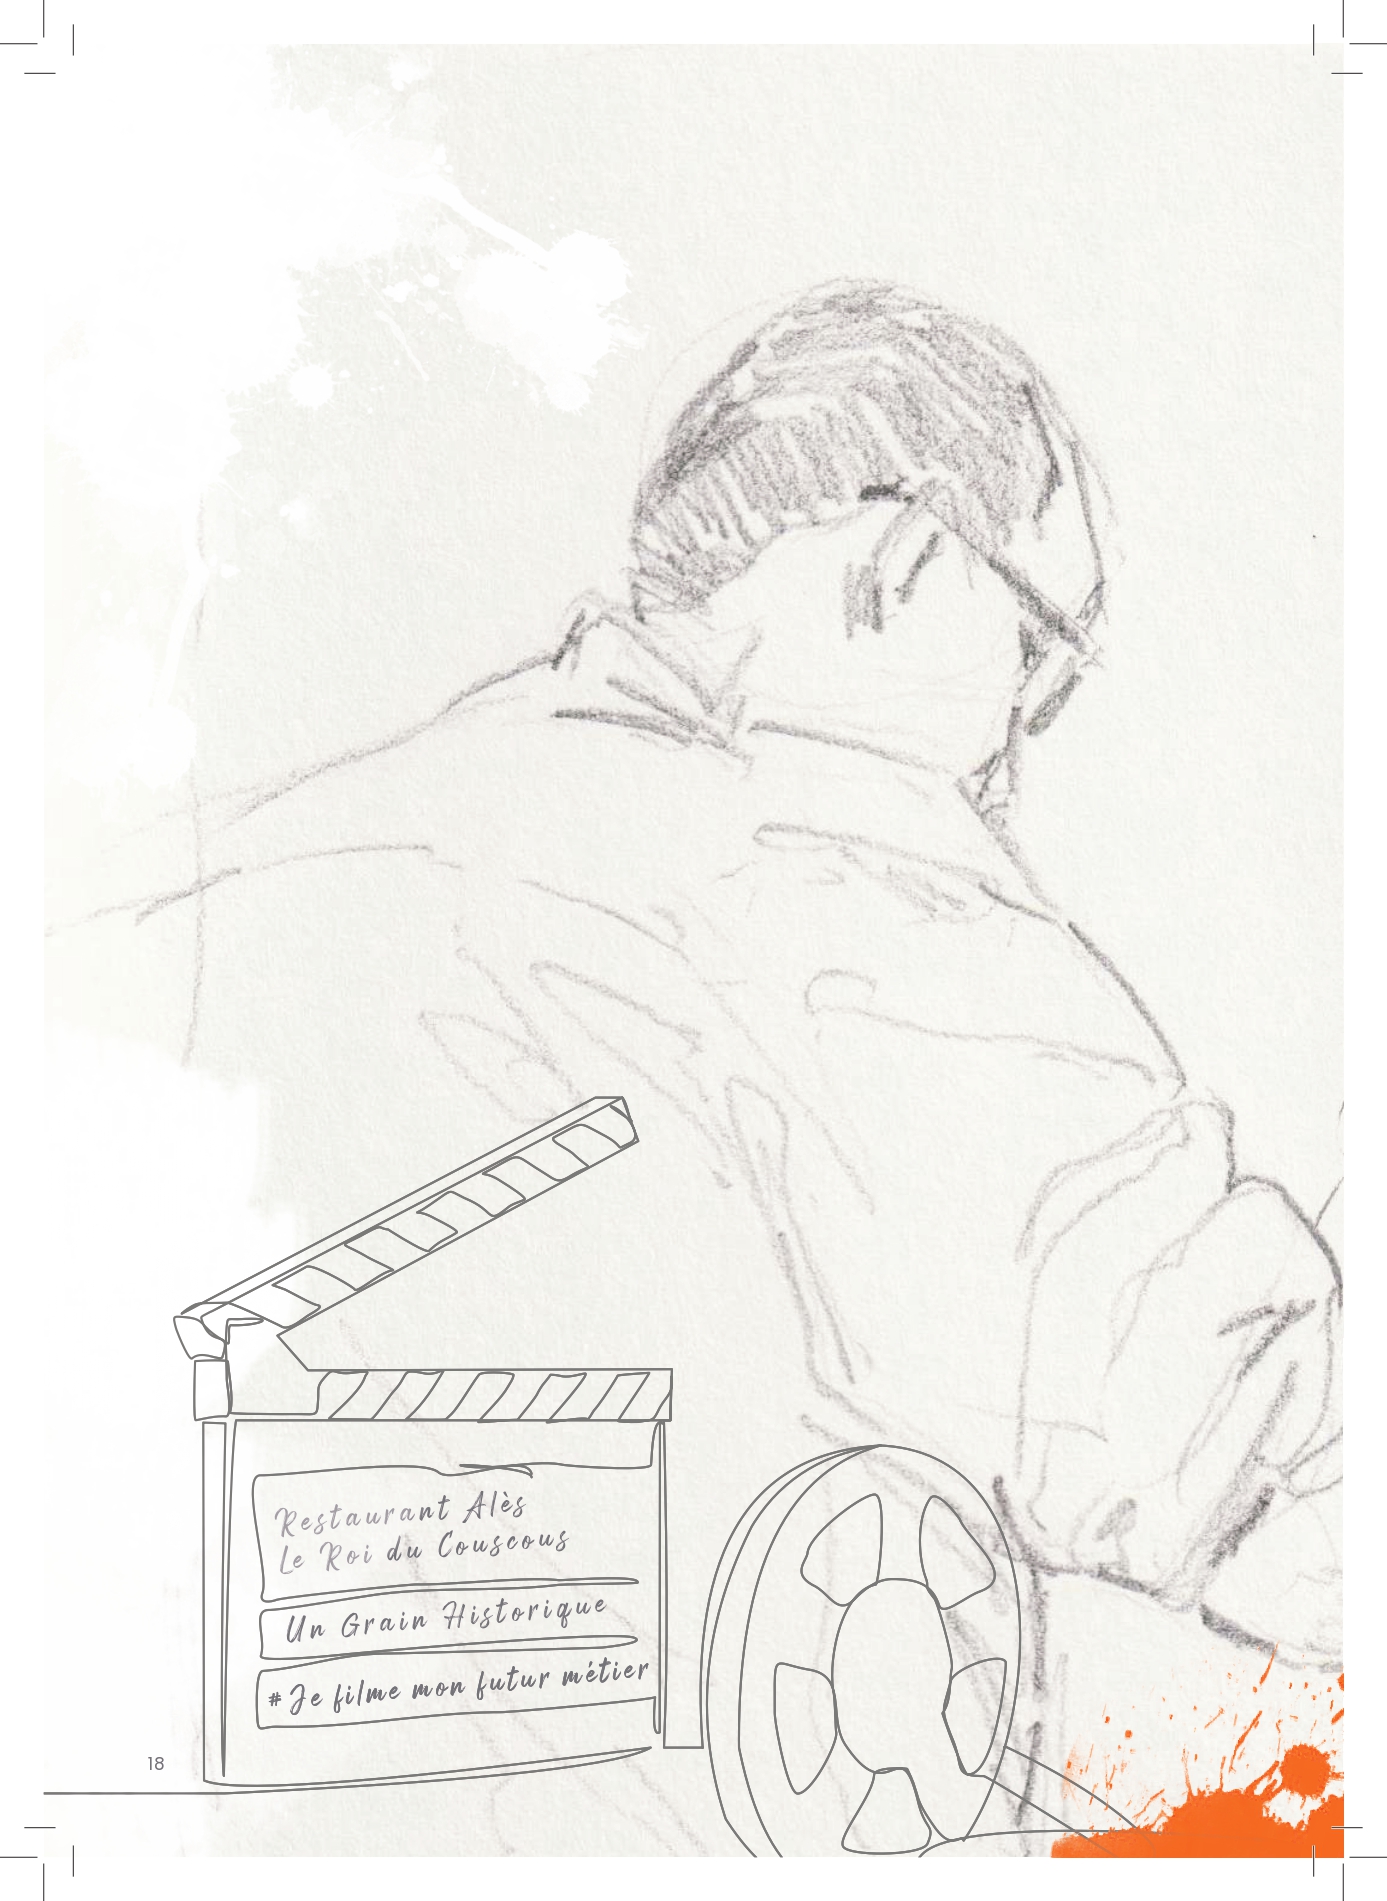 Restaurant Alès
Le Roi du Couscous
Un Grain Historique
# Je filme mon futur métier
18